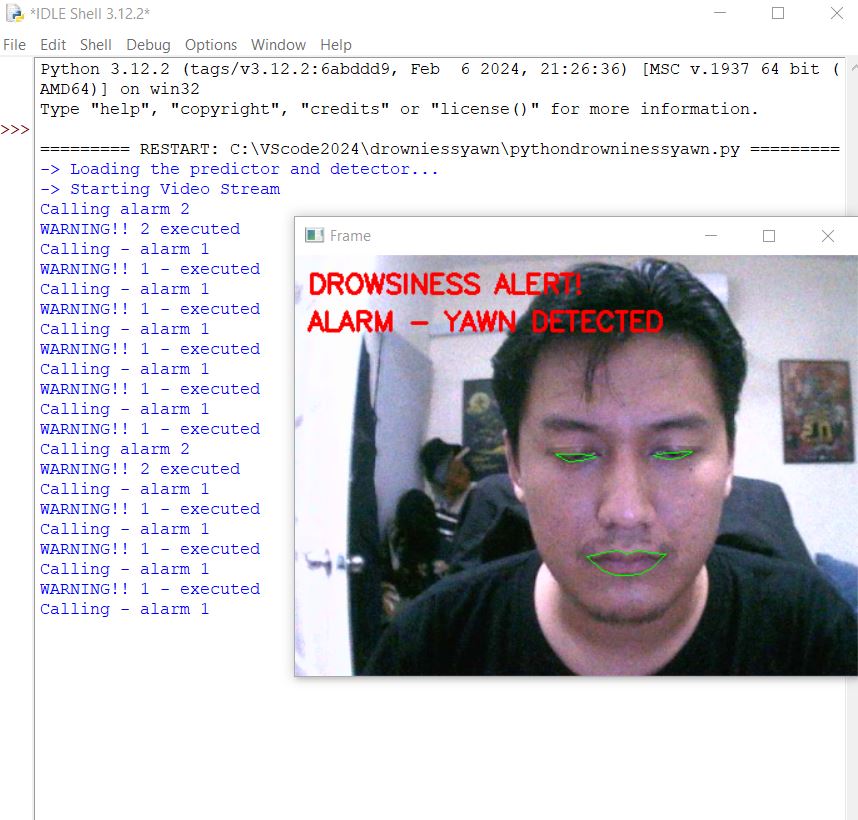 *IDLE Shell 3.12.2*
File Edit Shell Debug Options Window Help
Python 3.12.2 (tags/v3.12.2:6abddd9, Feb  6 2024, 21:26:36) [MSC v.1937 64 bit (
AMD64)] on win32
Type "help", "copyright", "credits" or "license()" for more information.
>>>
========= RESTART: C:\VScode2024\drowniessyawn\pythondrowninessyawn.py =========
-> Loading the predictor and detector...
-> Starting Video Stream
Calling alarm 2
WARNING!! 2 executed
Calling - alarm 1
WARNING!! 1 - executed
Calling - alarm 1
WARNING!! 1 - executed
Calling - alarm 1
WARNING!! 1 - executed
Calling - alarm 1
WARNING!! 1 - executed
Calling - alarm 1
WARNING!! 1 - executed
Calling alarm 2
WARNING!! 2 executed
Calling - alarm 1
WARNING!! 1 - executed
Calling - alarm 1
WARNING!! 1 - executed
Calling - alarm 1
WARNING!! 1 - executed
Calling - alarm 1
Frame
DROWSINESS ALERT!
ALARM - YAWN DETECTED